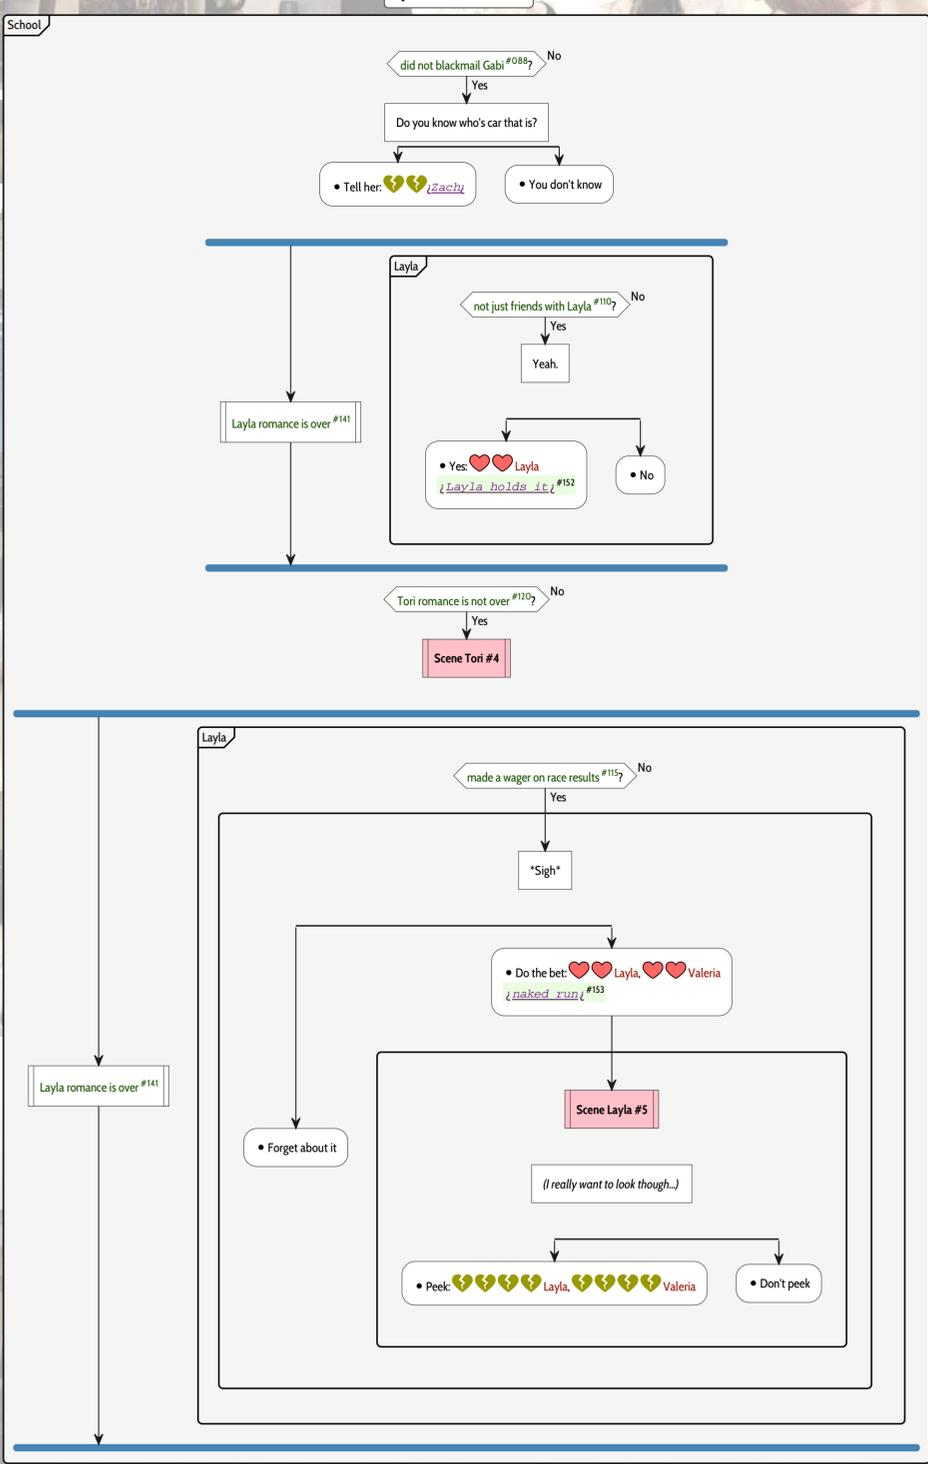 School
did not blackmail Gabi #088?
No
Yes
Do you know who's car that is?
• Tell her: ¿Zach¿
• You don't know
Layla
not just friends with Layla #110?
No
Yes
Yeah.
Layla romance is over #141
• Yes: Layla
¿Layla holds it¿ #152
• No
Tori romance is not over #120?
No
Yes
Scene Tori #4
Layla
made a wager on race results #115?
No
Yes
*Sigh*
• Do the bet: Layla, Valeria
¿naked run¿ #153
Layla romance is over #141
Scene Layla #5
• Forget about it
(I really want to look though...)
• Peek: Layla, Valeria
• Don't peek